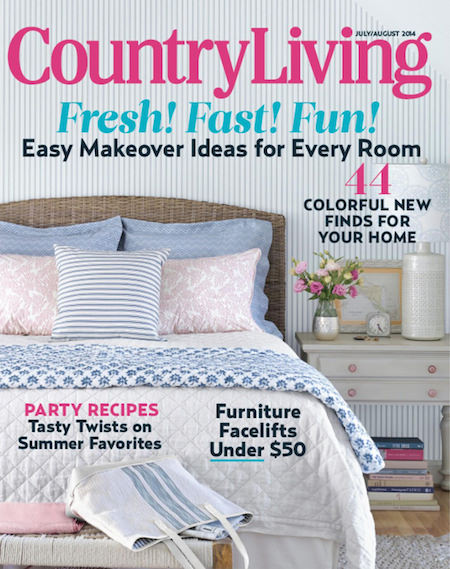 JULY/AUGUST 2014
CountryLiving
Fresh! Fast! Fun!
Easy Makeover Ideas for Every Room
44
COLORFUL NEW
FINDS FOR
YOUR HOME
PARTY RECIPES
Tasty Twists on
Summer Favorites
Furniture
Facelifts
Under $50